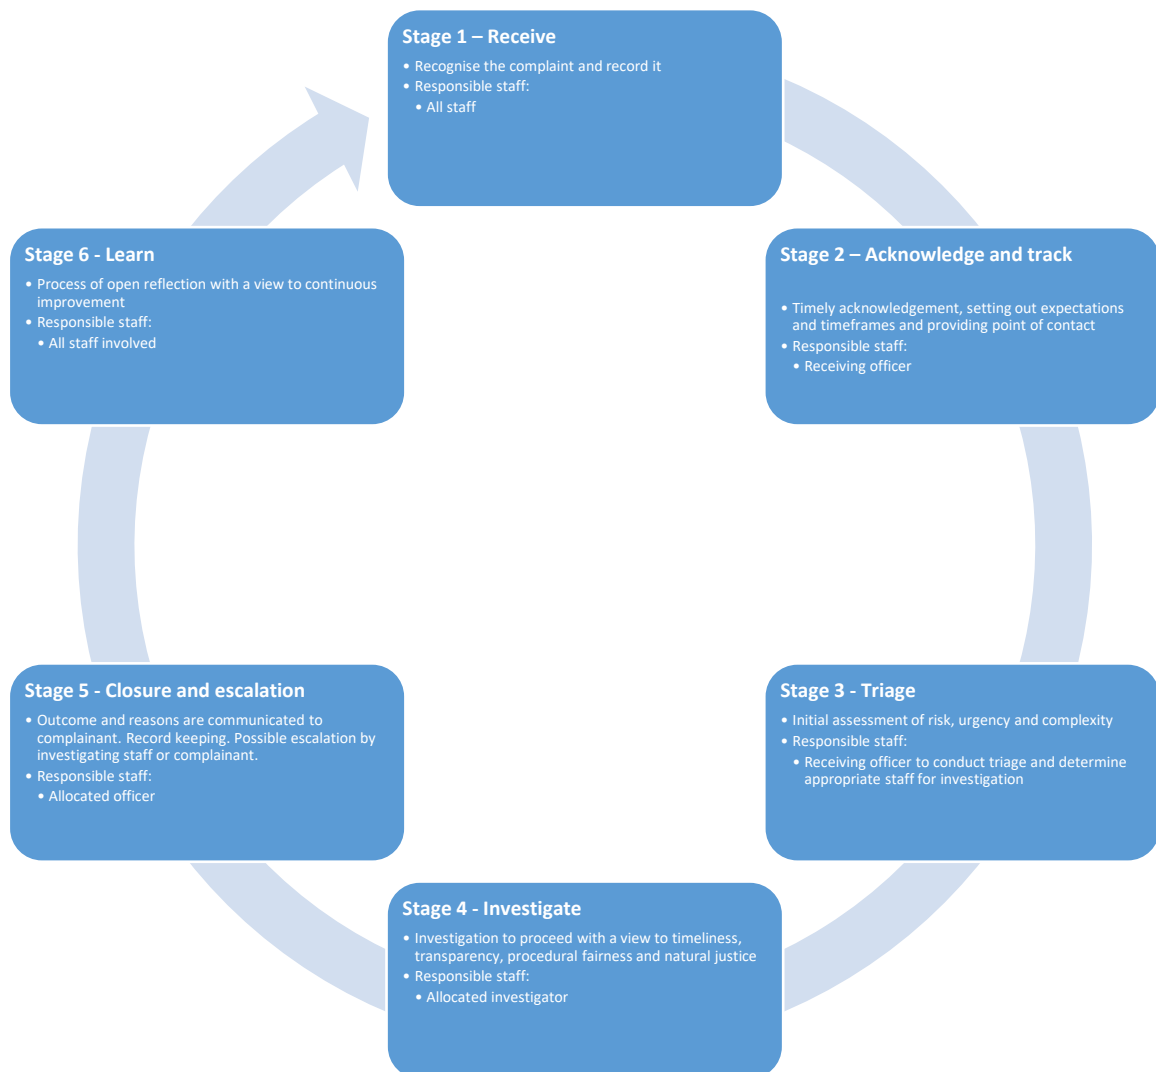 Stage 1 – Receive
• Recognise the complaint and record it
• Responsible staff:
• All staff
Stage 2 – Acknowledge and track
• Timely acknowledgement, setting out expectations
and timeframes and providing point of contact
• Responsible staff:
• Receiving officer
Stage 3 - Triage
• Initial assessment of risk, urgency and complexity
• Responsible staff:
• Receiving officer to conduct triage and determine
appropriate staff for investigation
Stage 4 - Investigate
• Investigation to proceed with a view to timeliness,
transparency, procedural fairness and natural justice
• Responsible staff:
• Allocated investigator
Stage 5 - Closure and escalation
• Outcome and reasons are communicated to
complainant. Record keeping. Possible escalation by
investigating staff or complainant.
• Responsible staff:
• Allocated officer
Stage 6 - Learn
• Process of open reflection with a view to continuous
improvement
• Responsible staff:
• All staff involved